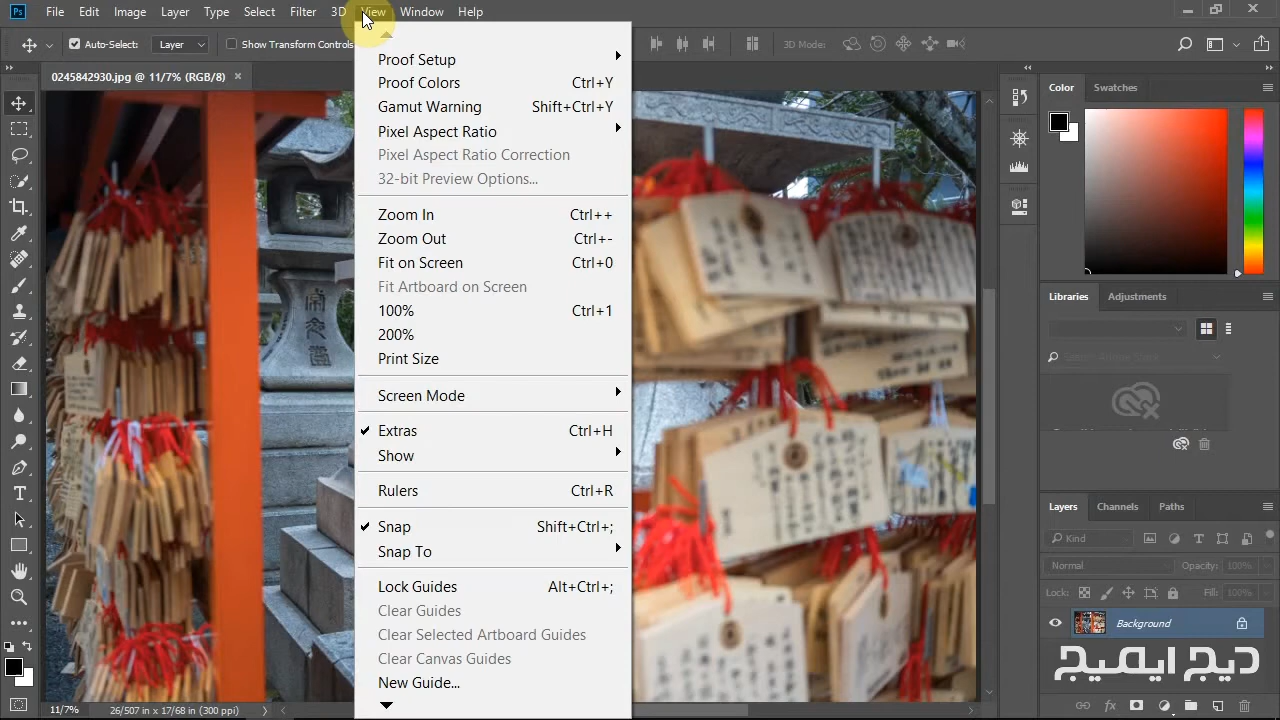 Ps File Edit Image Layer Type Select Filter 3D View Window Help
Auto-Select: Layer Show Transform Controls 3D Mode:
0245842930.jpg @ 11/7% (RGB/8) ×
Proof Setup
Proof Colors Ctrl+Y
Gamut Warning Shift+Ctrl+Y
Pixel Aspect Ratio
Pixel Aspect Ratio Correction
32-bit Preview Options...
Zoom In Ctrl++
Zoom Out Ctrl+-
Fit on Screen Ctrl+0
Fit Artboard on Screen
100% Ctrl+1
200%
Print Size
Screen Mode
Extras Ctrl+H
Show
Rulers Ctrl+R
Snap Shift+Ctrl+;
Snap To
Lock Guides Alt+Ctrl+;
Clear Guides
Clear Selected Artboard Guides
Clear Canvas Guides
New Guide...
Color Swatches
Libraries Adjustments
Layers Channels Paths
Kind
Normal Opacity: 100%
Lock: Fill: 100%
Background
11/7% 26/507 in x 17/68 in (300 ppi)